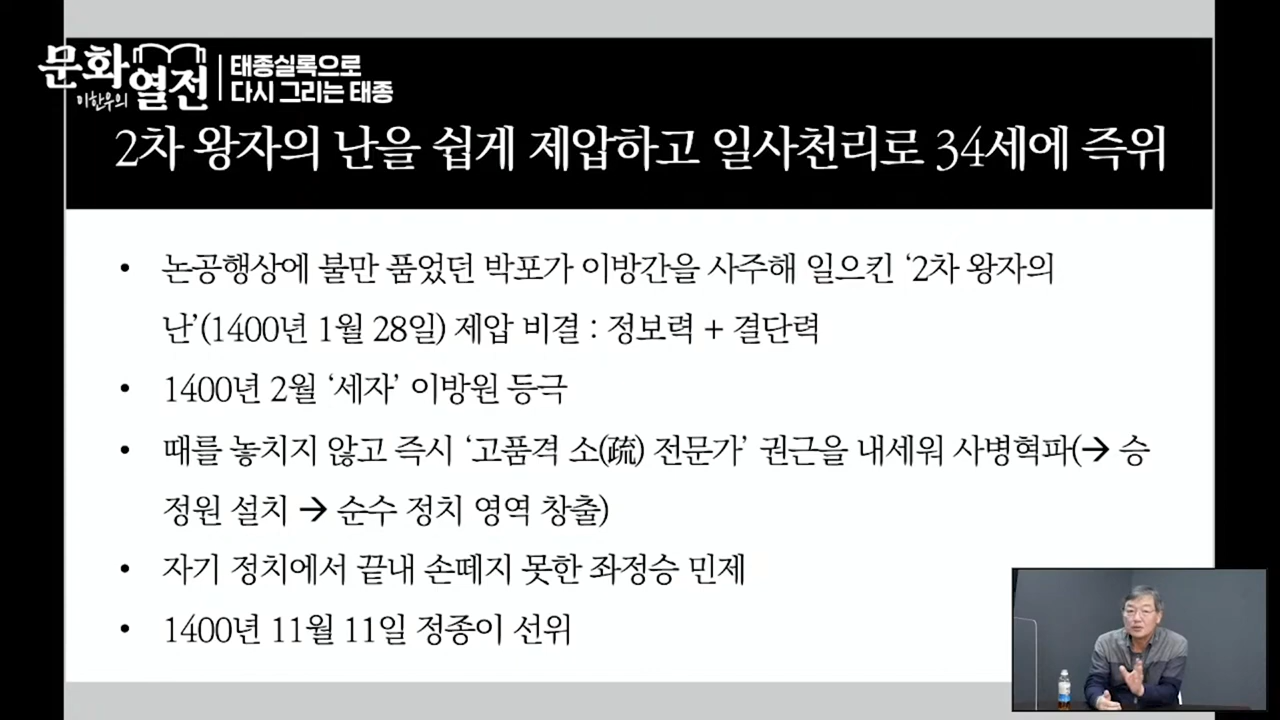 문화
이한우의 열전
태종실록으로
다시 그리는 태종
2차 왕자의 난을 쉽게 제압하고 일사천리로 34세에 즉위
• 논공행상에 불만 품었던 박포가 이방간을 사주해 일으킨 ‘2차 왕자의
난’(1400년 1월 28일) 제압 비결 : 정보력 + 결단력
• 1400년 2월 ‘세자’ 이방원 등극
• 때를 놓치지 않고 즉시 ‘고품격 소(疏) 전문가’ 권근을 내세워 사병혁파(→ 승
정원 설치 → 순수 정치 영역 창출)
• 자기 정치에서 끝내 손떼지 못한 좌정승 민제
• 1400년 11월 11일 정종이 선위